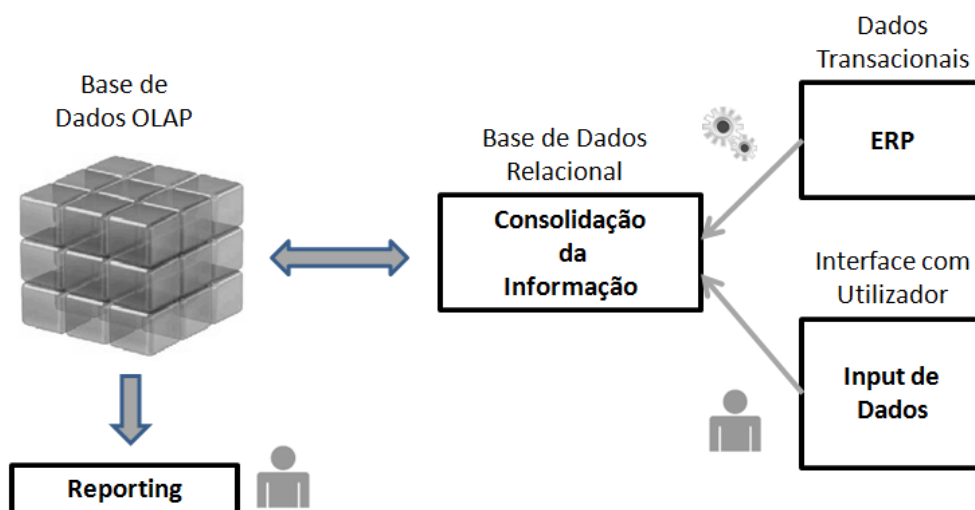 Base de
Dados OLAP
Reporting
Base de Dados
Relacional
Consolidação
da
Informação
Dados
Transacionais
ERP
Interface com
Utilizador
Input de
Dados